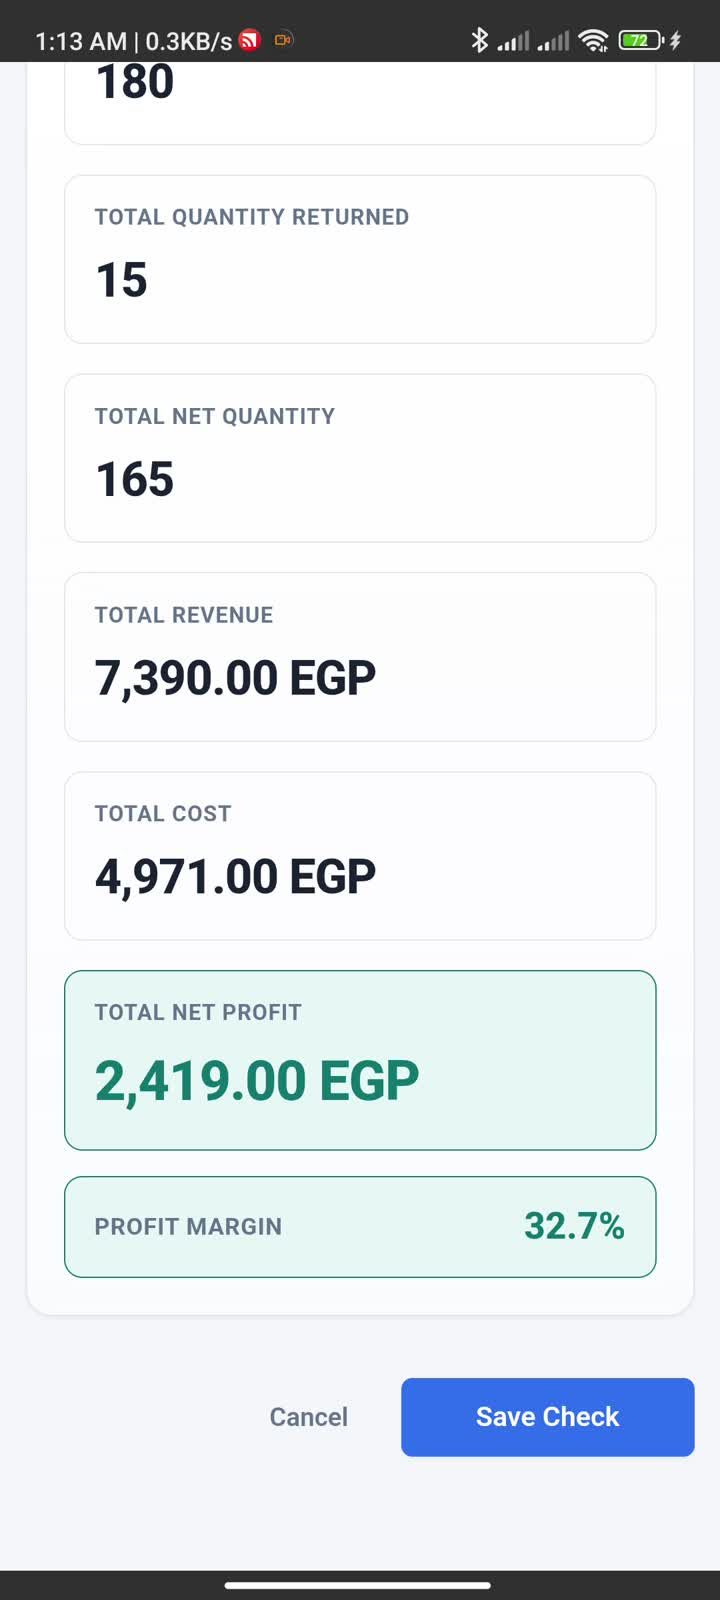 1:13 AM | 0.3KB/s
72
180
TOTAL QUANTITY RETURNED
15
TOTAL NET QUANTITY
165
TOTAL REVENUE
7,390.00 EGP
TOTAL COST
4,971.00 EGP
TOTAL NET PROFIT
2,419.00 EGP
PROFIT MARGIN
32.7%
Cancel
Save Check